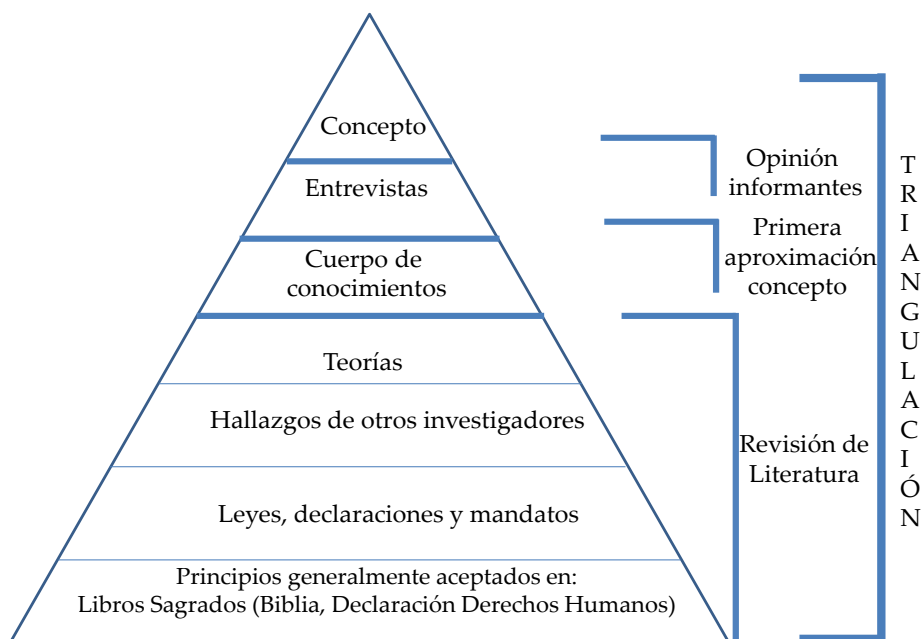 Concepto
Entrevistas
Cuerpo de
conocimientos
Teorías
Hallazgos de otros investigadores
Leyes, declaraciones y mandatos
Principios generalmente aceptados en:
Libros Sagrados (Biblia, Declaración Derechos Humanos)
Opinión
informantes
Primera
aproximación
concepto
Revisión de
Literatura
T
R
I
A
N
G
U
L
A
C
I
Ó
N